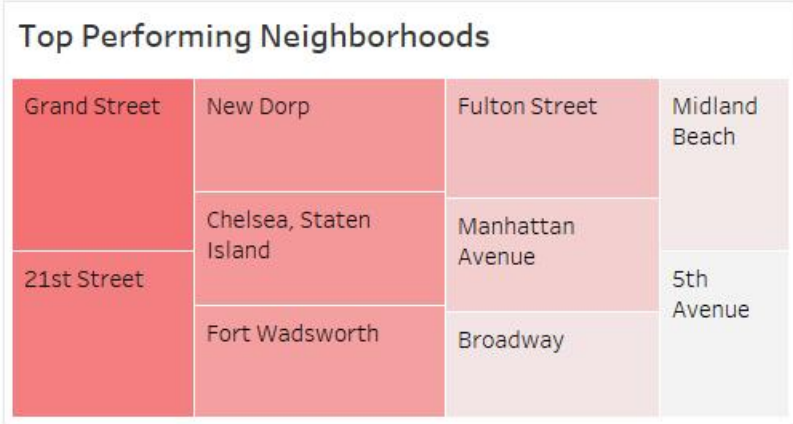 Top Performing Neighborhoods
Grand Street
21st Street
New Dorp
Chelsea, Staten
Island
Fort Wadsworth
Fulton Street
Manhattan
Avenue
Broadway
Midland
Beach
5th
Avenue